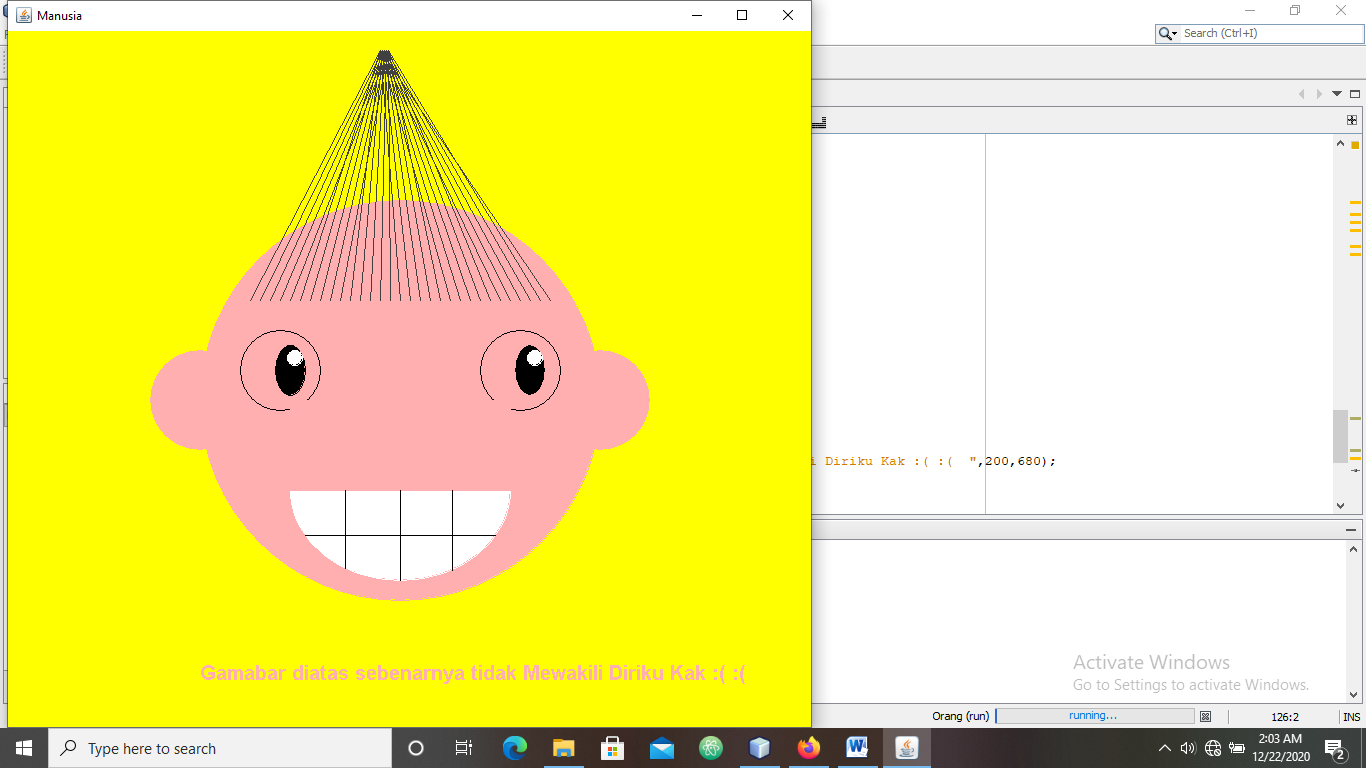 Manusia
Search (Ctrl+I)
i Diriku Kak :( :(  ",200,680);
Gamabar diatas sebenarnya tidak Mewakili Diriku Kak :( :(
Activate Windows
Go to Settings to activate Windows.
Orang (run)
running...
126:2
INS
Type here to search
2:03 AM
12/22/2020
2